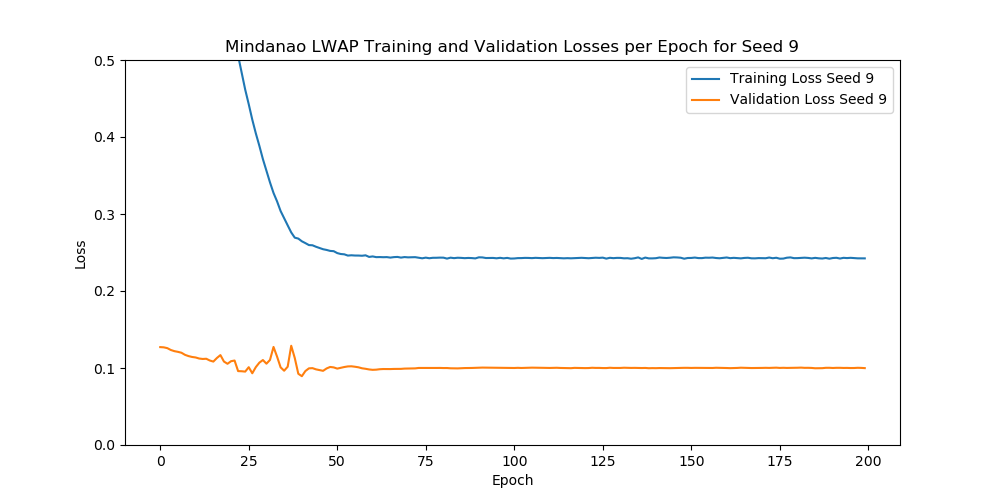 Mindanao LWAP Training and Validation Losses per Epoch for Seed 9
Training Loss Seed 9
Validation Loss Seed 9
Loss
0.5
0.4
0.3
0.2
0.1
0.0
0 25 50 75 100 125 150 175 200
Epoch